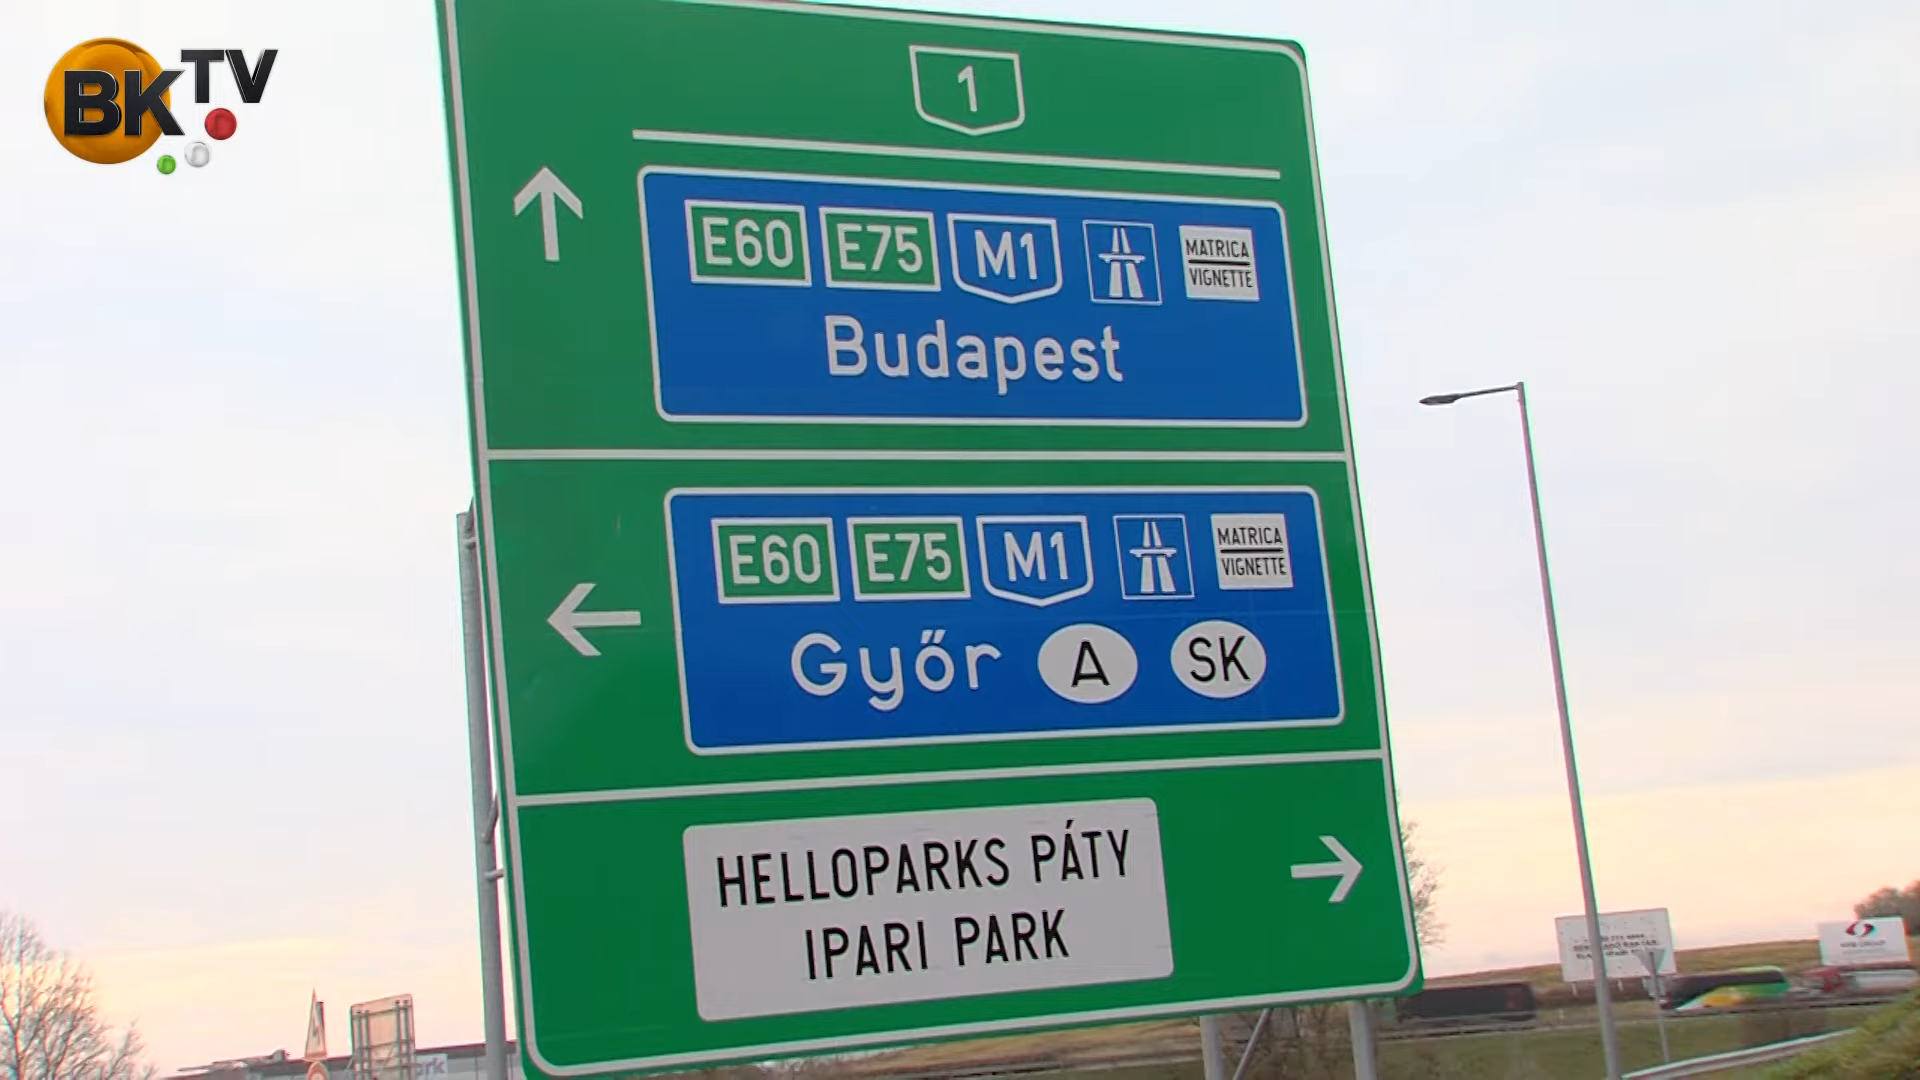 BKTV
1
E60 E75 M1 MATRICA VIGNETTE
Budapest
E60 E75 M1 MATRICA VIGNETTE
Győr A SK
HELLOPARKS PÁTY
IPARI PARK